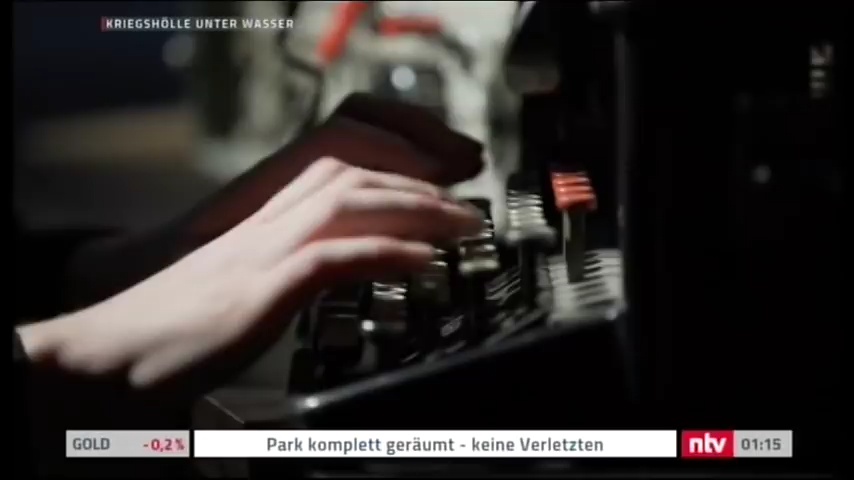 KRIEGSHÖLLE UNTER WASSER
GOLD -0,2% Park komplett geräumt - keine Verletzten ntv 01:15